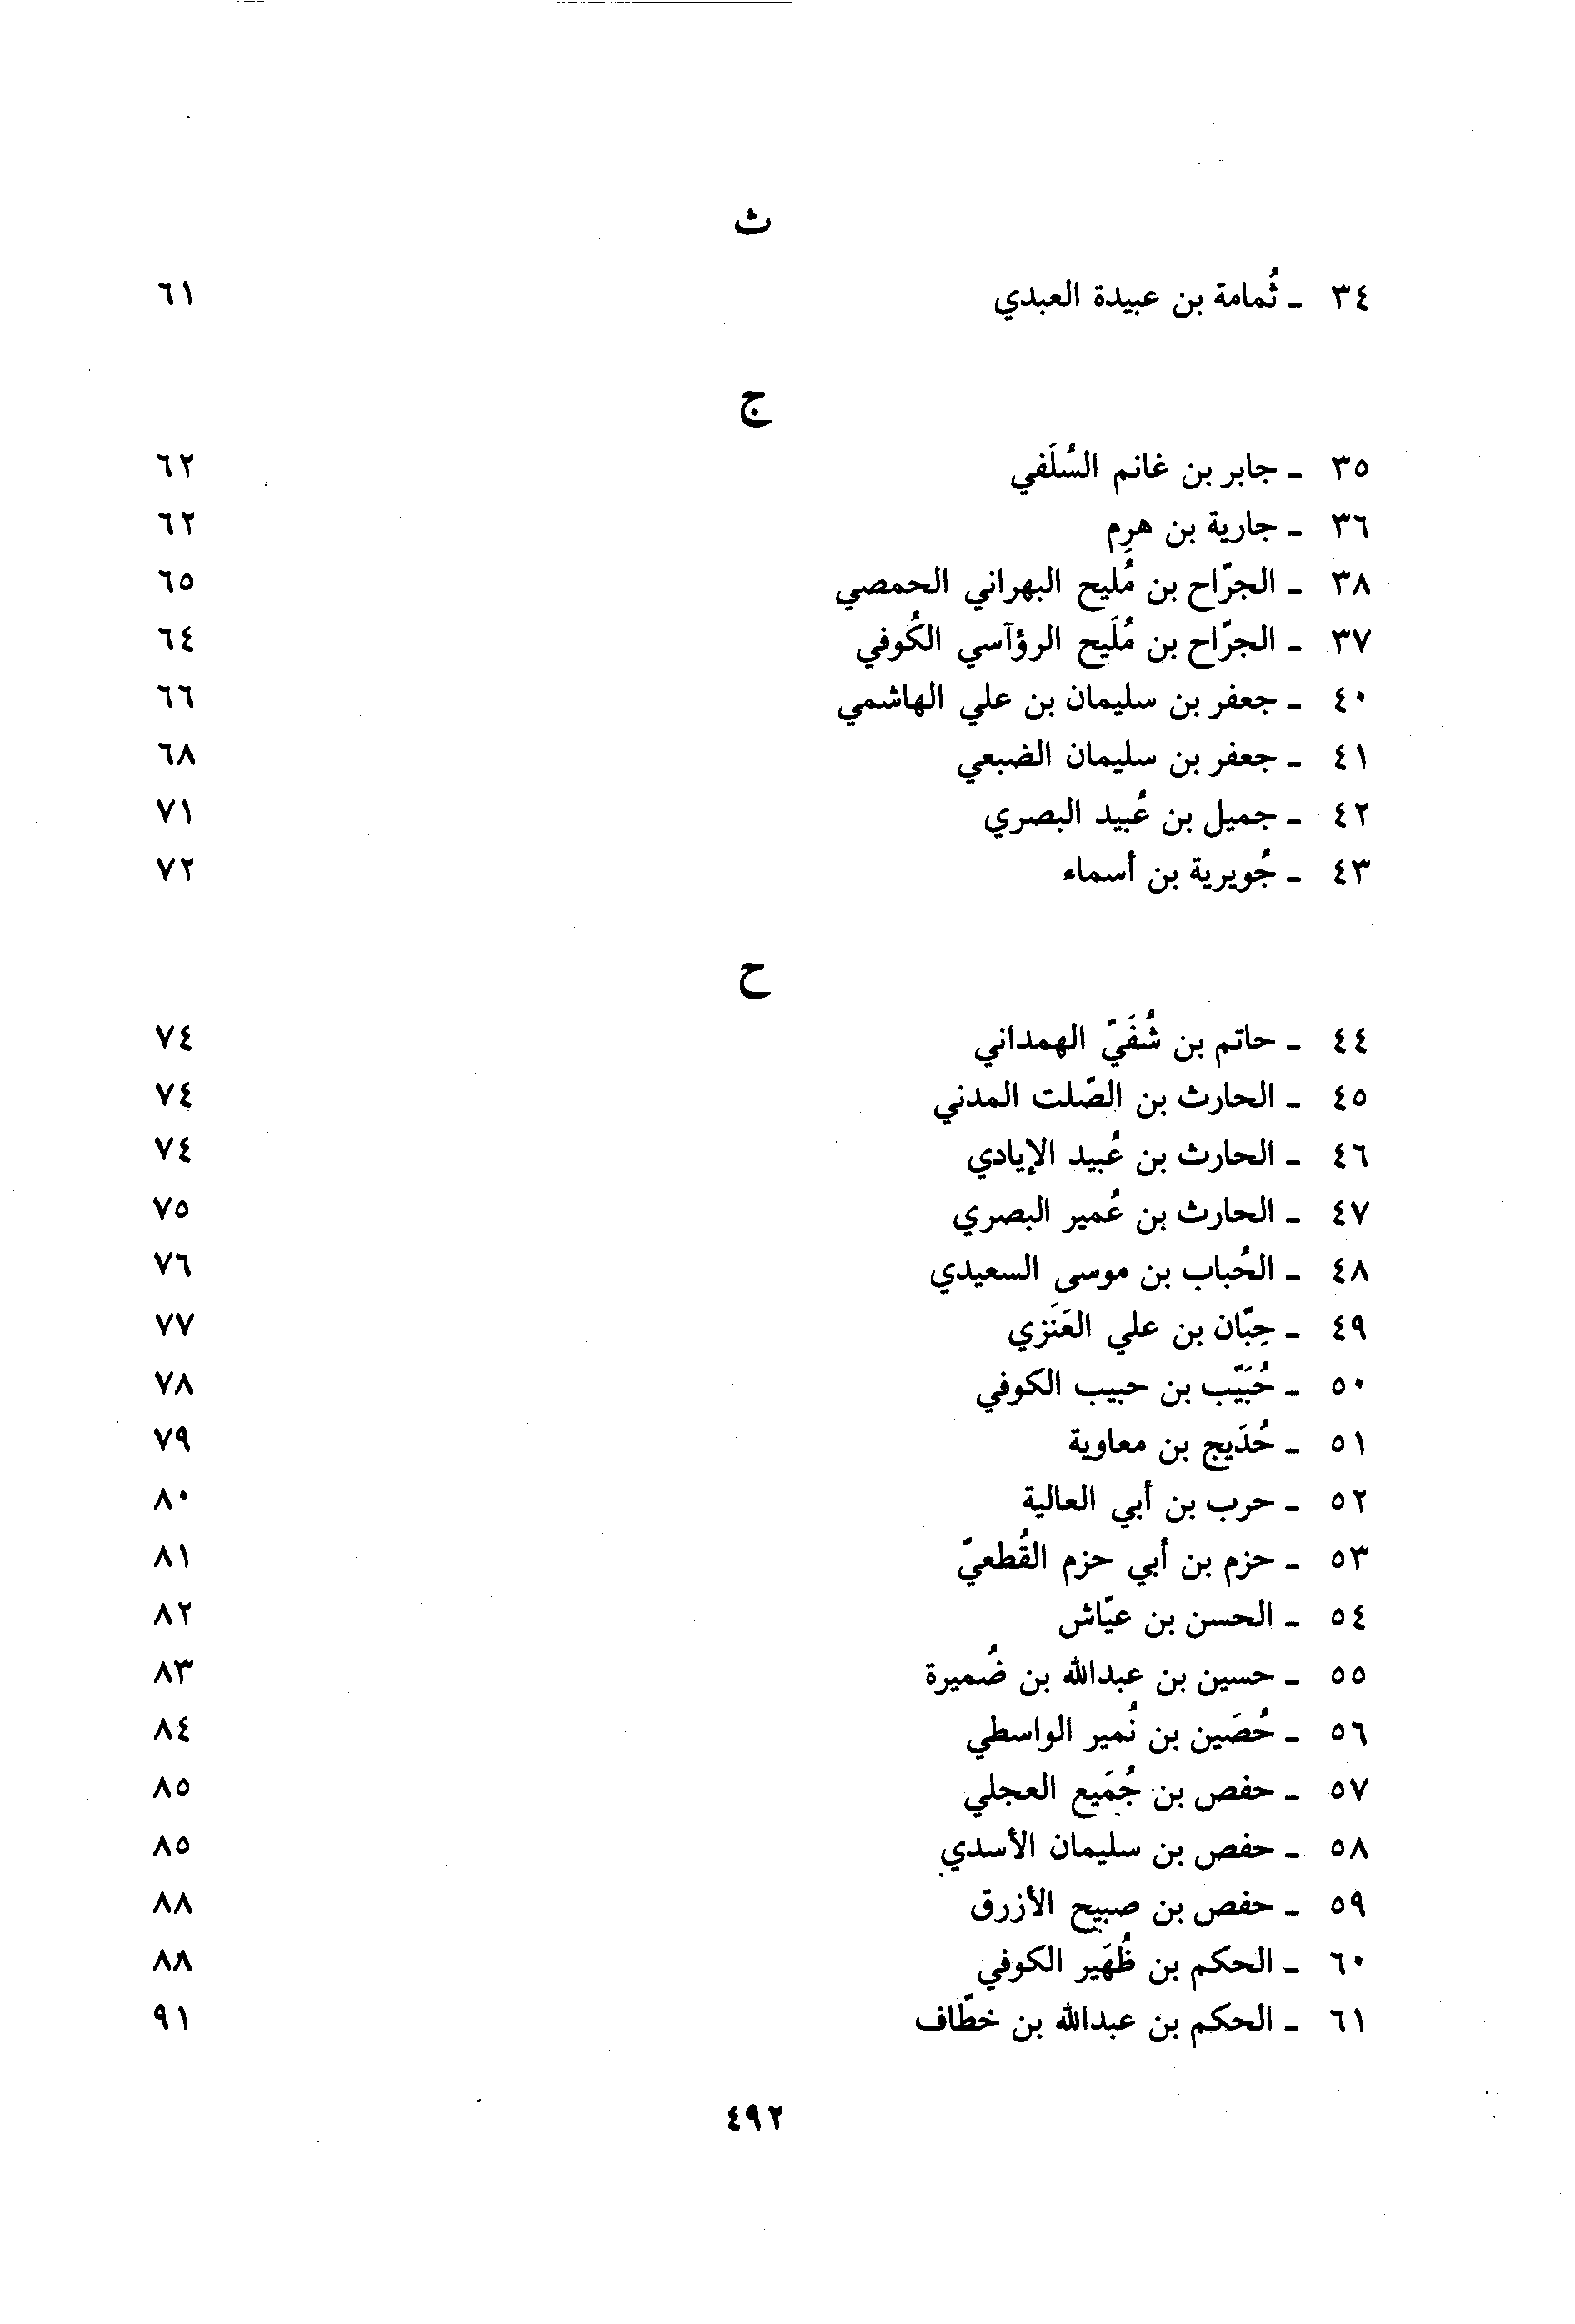 ث
٣٤ - ثُمامة بن عبيدة العبدي ٦١
ج
٣٥ - جابر بن غانم السُلَفي ٦٢
٣٦ - جارية بن هرِم ٦٢
٣٨ - الجرّاح بن مُليح البهراني الحمصي ٦٥
٣٧ - الجرّاح بن مُلَيح الرؤآسي الكُوفي ٦٤
٤٠ - جعفر بن سليمان بن علي الهاشمي ٦٦
٤١ - جعفر بن سليمان الضبعي ٦٨
٤٢ - جميل بن عُبيد البصري ٧١
٤٣ - جُويرية بن أسماء ٧٢
ح
٤٤ - حاتم بن شُفَيّ الهمداني ٧٤
٤٥ - الحارث بن الصّلت المدني ٧٤
٤٦ - الحارث بن عُبيد الإيادي ٧٤
٤٧ - الحارث بن عُمير البصري ٧٥
٤٨ - الحُباب بن موسى السعيدي ٧٦
٤٩ - حِبّان بن علي العَنَزي ٧٧
٥٠ - حُبَيّب بن حبيب الكوفي ٧٨
٥١ - حُدَيج بن معاوية ٧٩
٥٢ - حرب بن أبي العالية ٨٠
٥٣ - حزم بن أبي حزم القُطعيّ ٨١
٥٤ - الحسن بن عيّاش ٨٢
٥٥ - حسين بن عبدالله بن ضُميرة ٨٣
٥٦ - حُصَين بن نُمير الواسطي ٨٤
٥٧ - حفص بن جُمَيع العجلي ٨٥
٥٨ - حفص بن سليمان الأسدي ٨٥
٥٩ - حفص بن صبيح الأزرق ٨٨
٦٠ - الحكم بن ظُهَير الكوفي ٨٨
٦١ - الحكم بن عبدالله بن خطّاف ٩١
٤٩٢